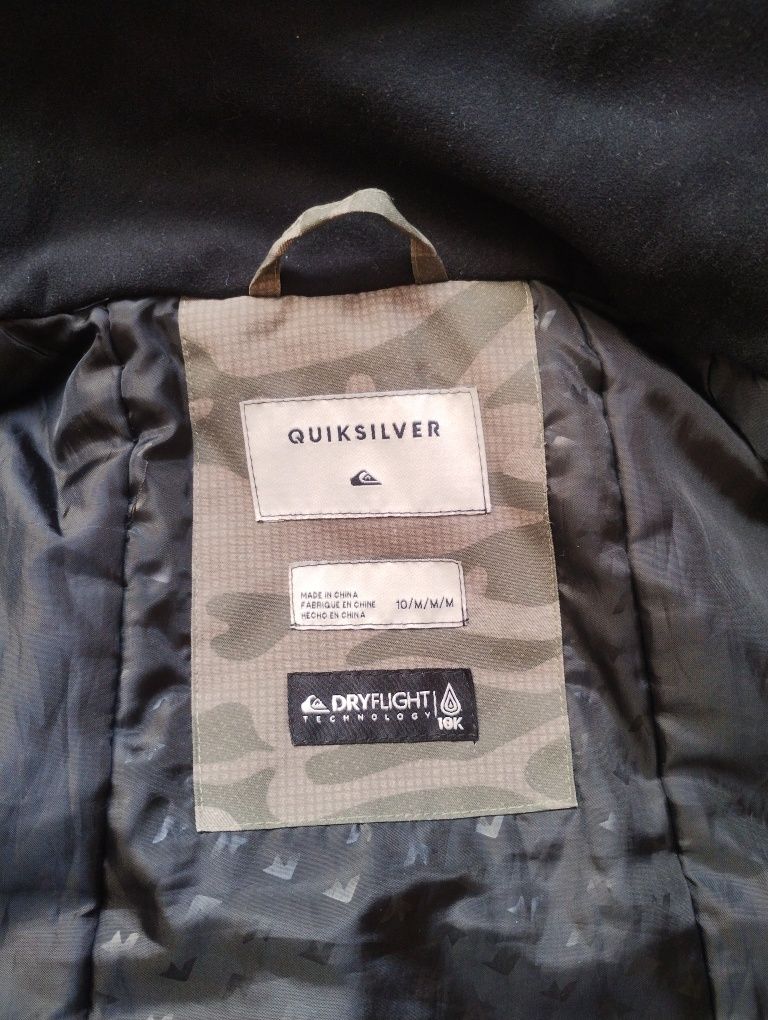 QUIKSILVER
MADE IN CHINA
FABRIQUE EN CHINE
HECHO EN CHINA
10/M/M/M
DRYFLIGHT
TECHNOLOGY
10K